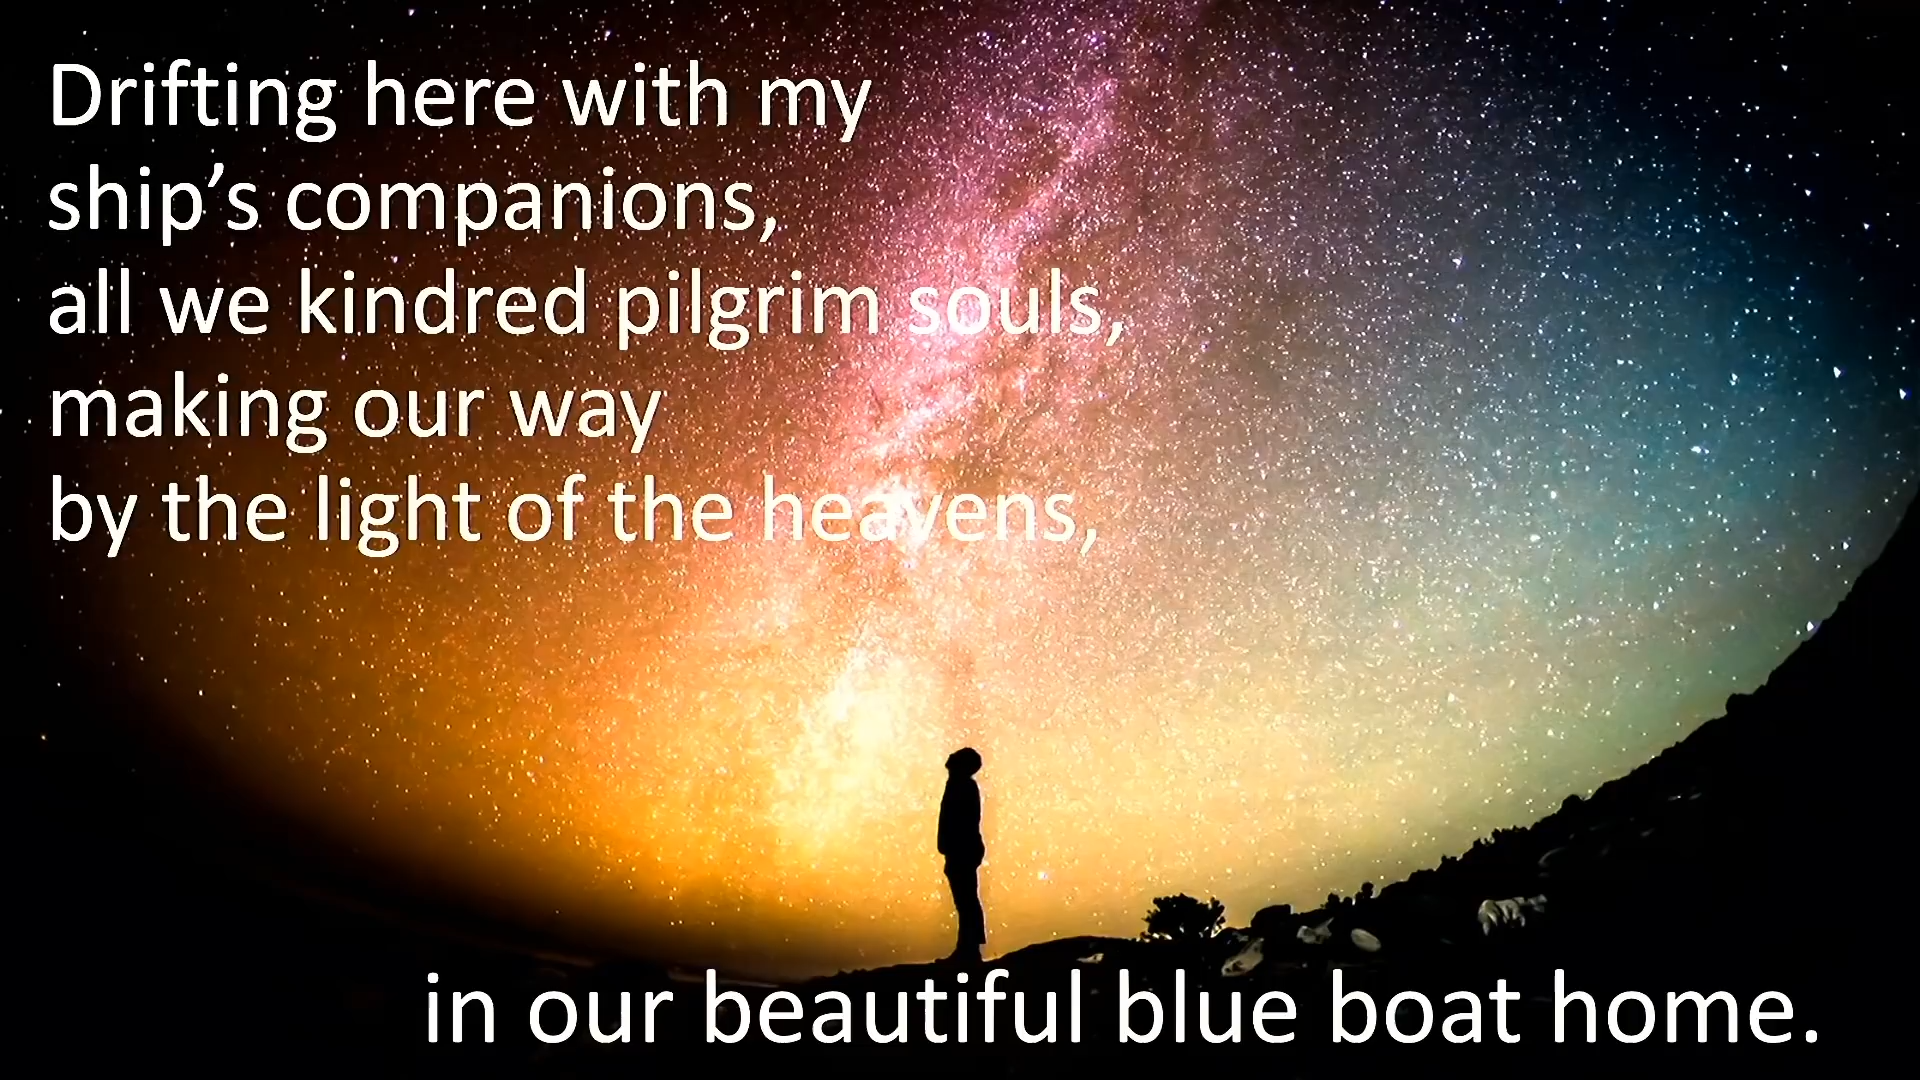 Drifting here with my
ship’s companions,
all we kindred pilgrim souls,
making our way
by the light of the heavens,
in our beautiful blue boat home.